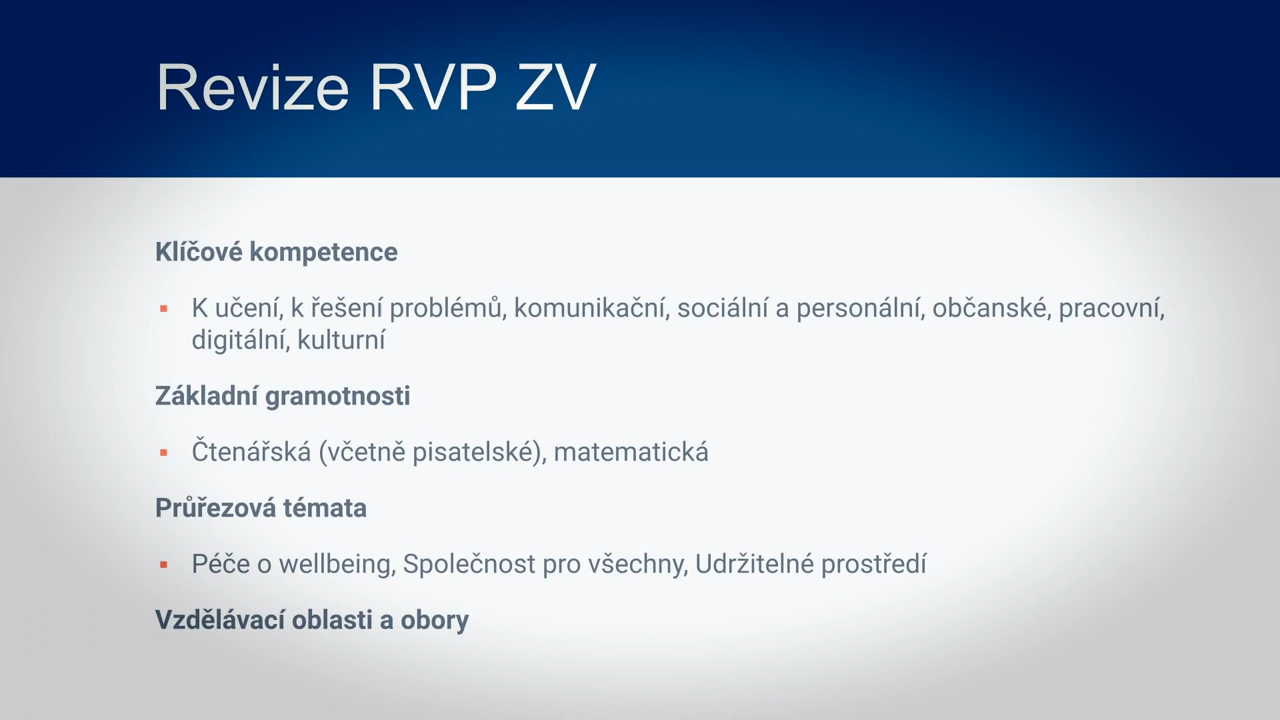 Revize RVP ZV
Klíčové kompetence
▪ K učení, k řešení problémů, komunikační, sociální a personální, občanské, pracovní,
digitální, kulturní
Základní gramotnosti
▪ Čtenářská (včetně pisatelské), matematická
Průřezová témata
▪ Péče o wellbeing, Společnost pro všechny, Udržitelné prostředí
Vzdělávací oblasti a obory